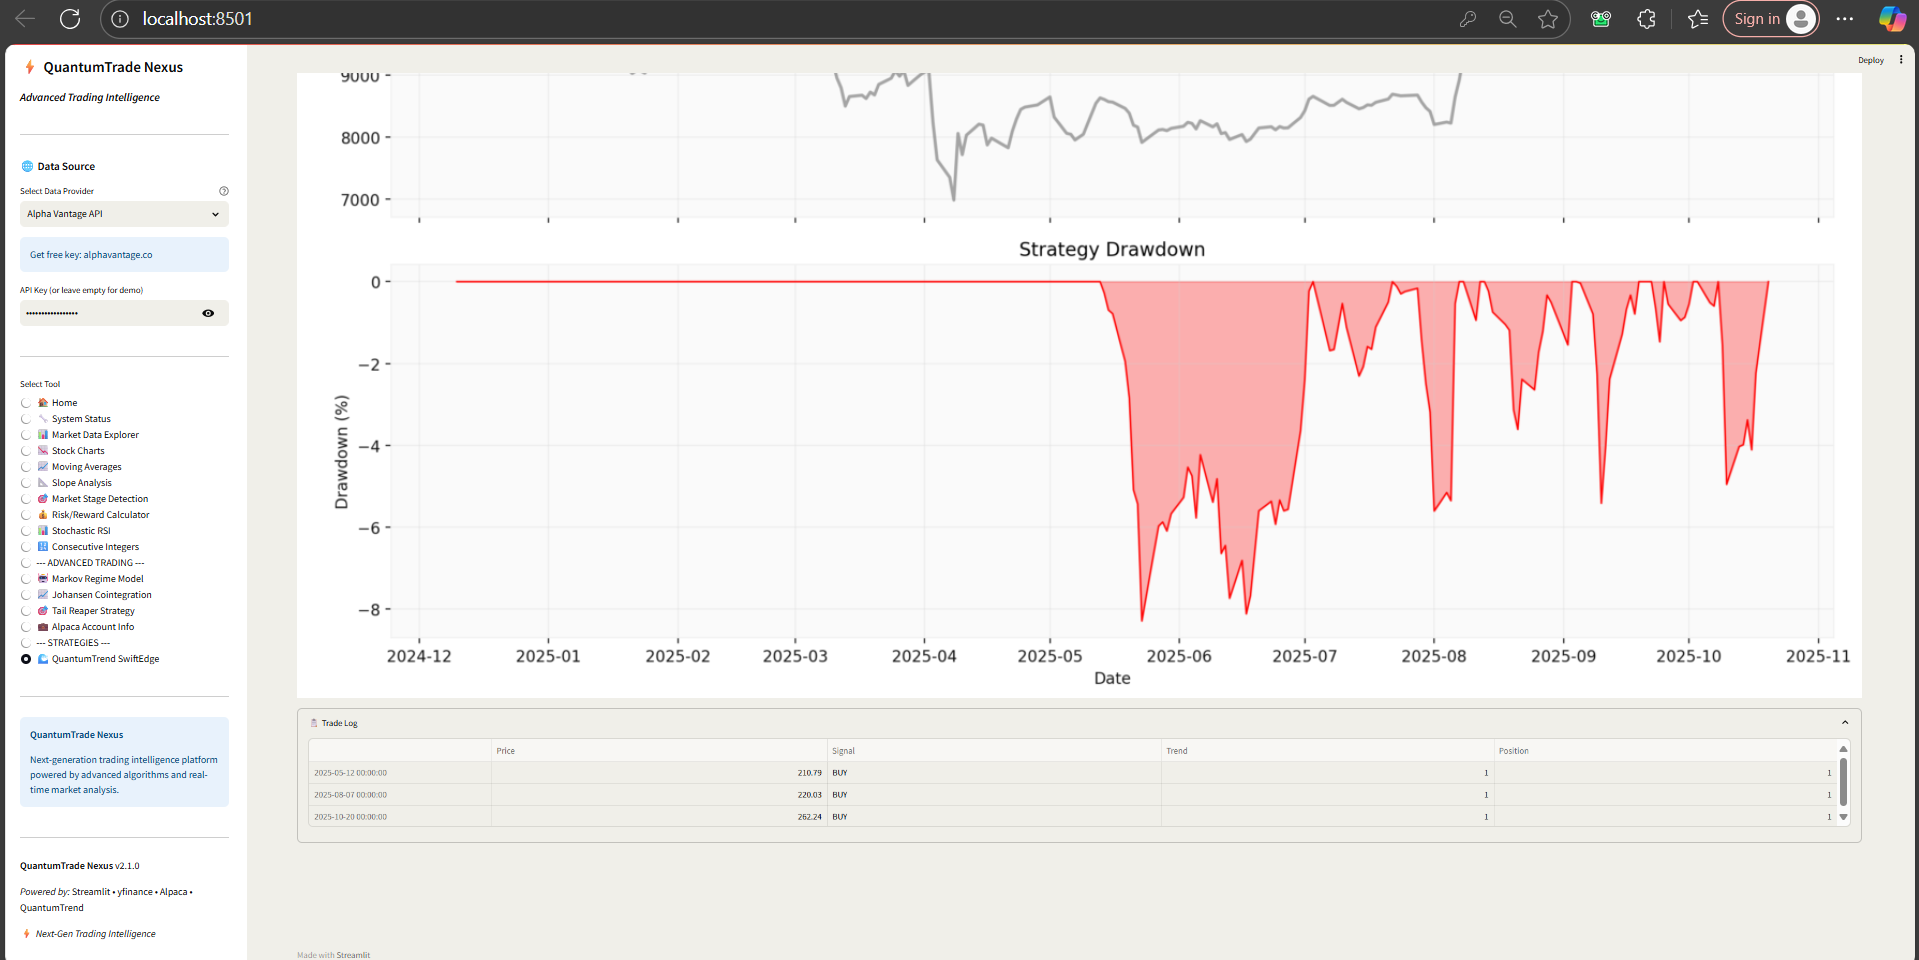 localhost:8501
Sign in
QuantumTrade Nexus
Advanced Trading Intelligence
Data Source
Select Data Provider
Alpha Vantage API
Get free key: alphavantage.co
API Key (or leave empty for demo)
•••••••••••••••••
Select Tool
Home
System Status
Market Data Explorer
Stock Charts
Moving Averages
Slope Analysis
Market Stage Detection
Risk/Reward Calculator
Stochastic RSI
Consecutive Integers
--- ADVANCED TRADING ---
Markov Regime Model
Johansen Cointegration
Tail Reaper Strategy
Alpaca Account Info
--- STRATEGIES ---
QuantumTrend SwiftEdge
QuantumTrade Nexus
Next-generation trading intelligence platform
powered by advanced algorithms and real-
time market analysis.
QuantumTrade Nexus v2.1.0
Powered by: Streamlit • yfinance • Alpaca •
QuantumTrend
Next-Gen Trading Intelligence
Deploy
9000
8000
7000
Strategy Drawdown
0
−2
−4
−6
−8
Drawdown (%)
2024-12 2025-01 2025-02 2025-03 2025-04 2025-05 2025-06 2025-07 2025-08 2025-09 2025-10 2025-11
Date
Trade Log
Price Signal Trend Position
2025-05-12 00:00:00 210.79 BUY 1 1
2025-08-07 00:00:00 220.03 BUY 1 1
2025-10-20 00:00:00 262.24 BUY 1 1
Made with Streamlit